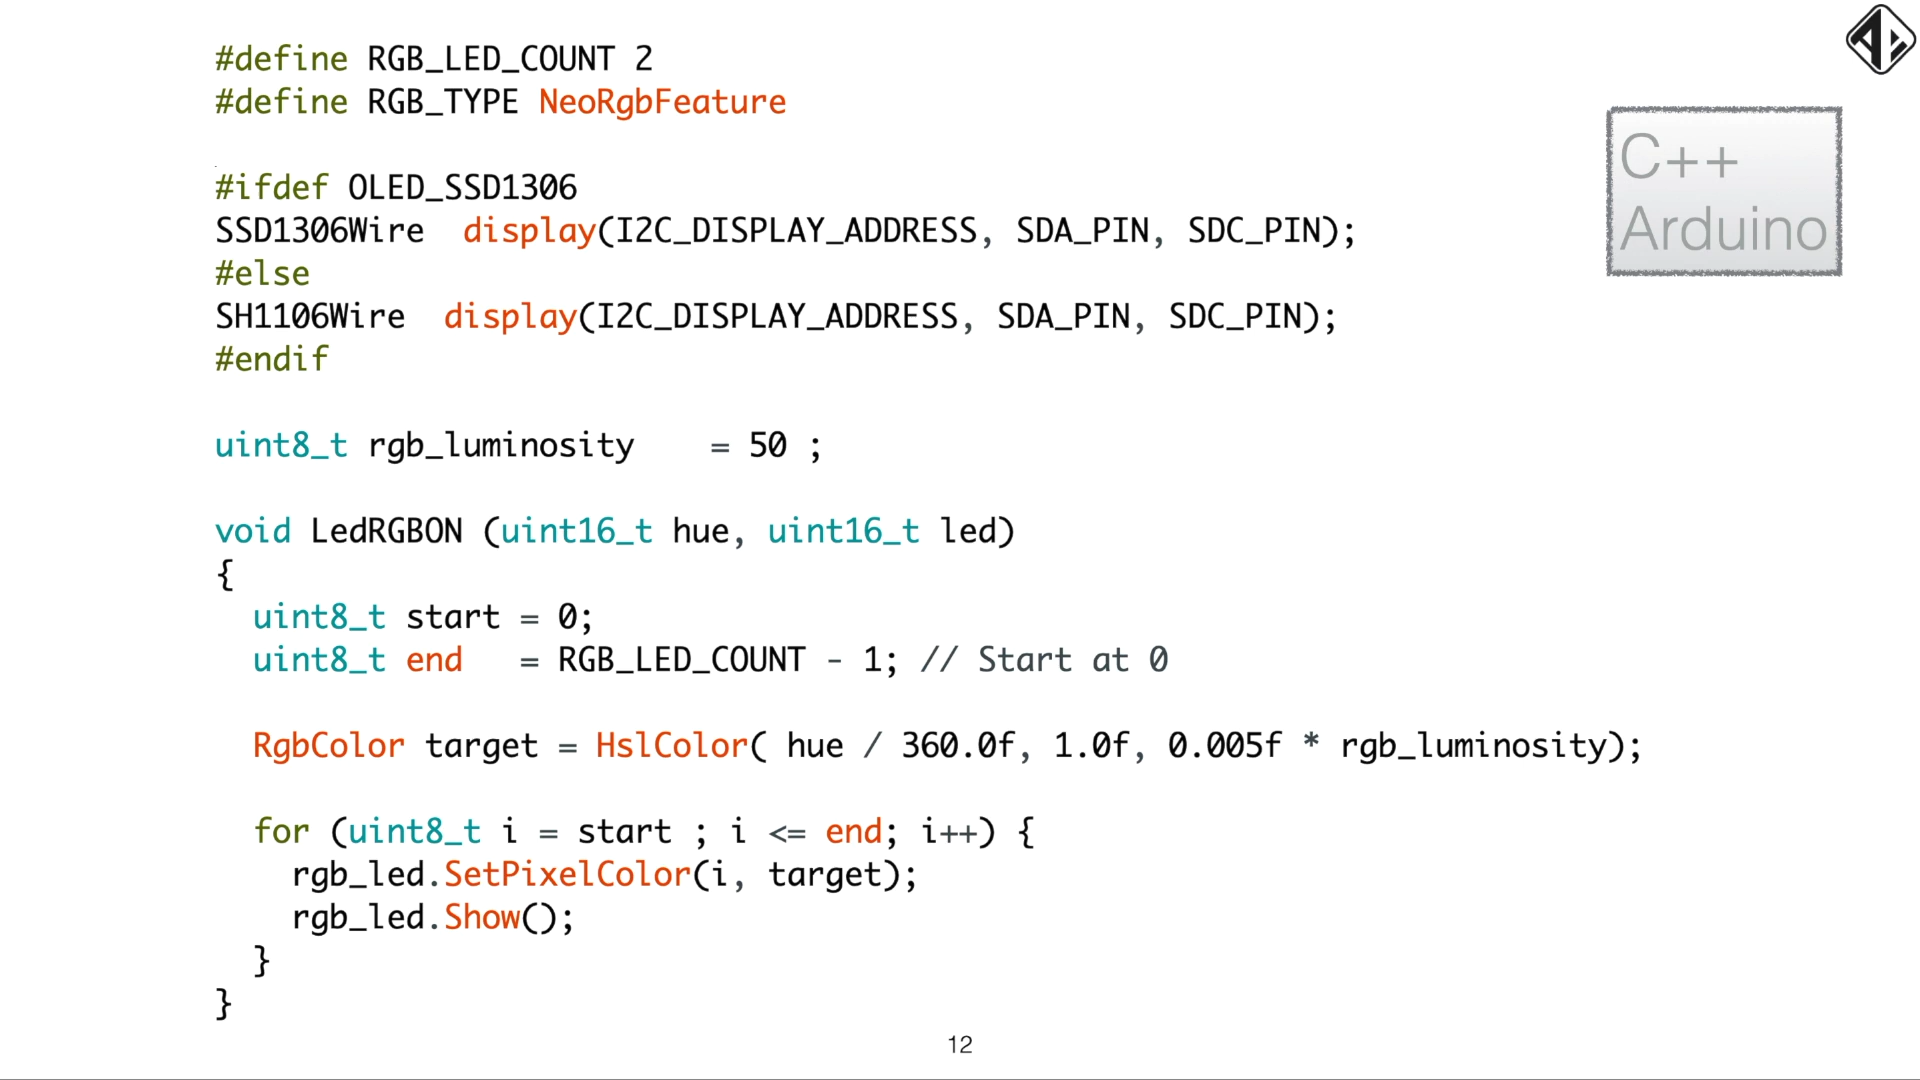 #define RGB_LED_COUNT 2
#define RGB_TYPE NeoRgbFeature
#ifdef OLED_SSD1306
SSD1306Wire  display(I2C_DISPLAY_ADDRESS, SDA_PIN, SDC_PIN);
#else
SH1106Wire  display(I2C_DISPLAY_ADDRESS, SDA_PIN, SDC_PIN);
#endif
uint8_t rgb_luminosity    = 50 ;
void LedRGBON (uint16_t hue, uint16_t led)
{
  uint8_t start = 0;
  uint8_t end   = RGB_LED_COUNT - 1; // Start at 0
  RgbColor target = HslColor( hue / 360.0f, 1.0f, 0.005f * rgb_luminosity);
  for (uint8_t i = start ; i <= end; i++) {
    rgb_led.SetPixelColor(i, target);
    rgb_led.Show();
  }
}
C++
Arduino
12